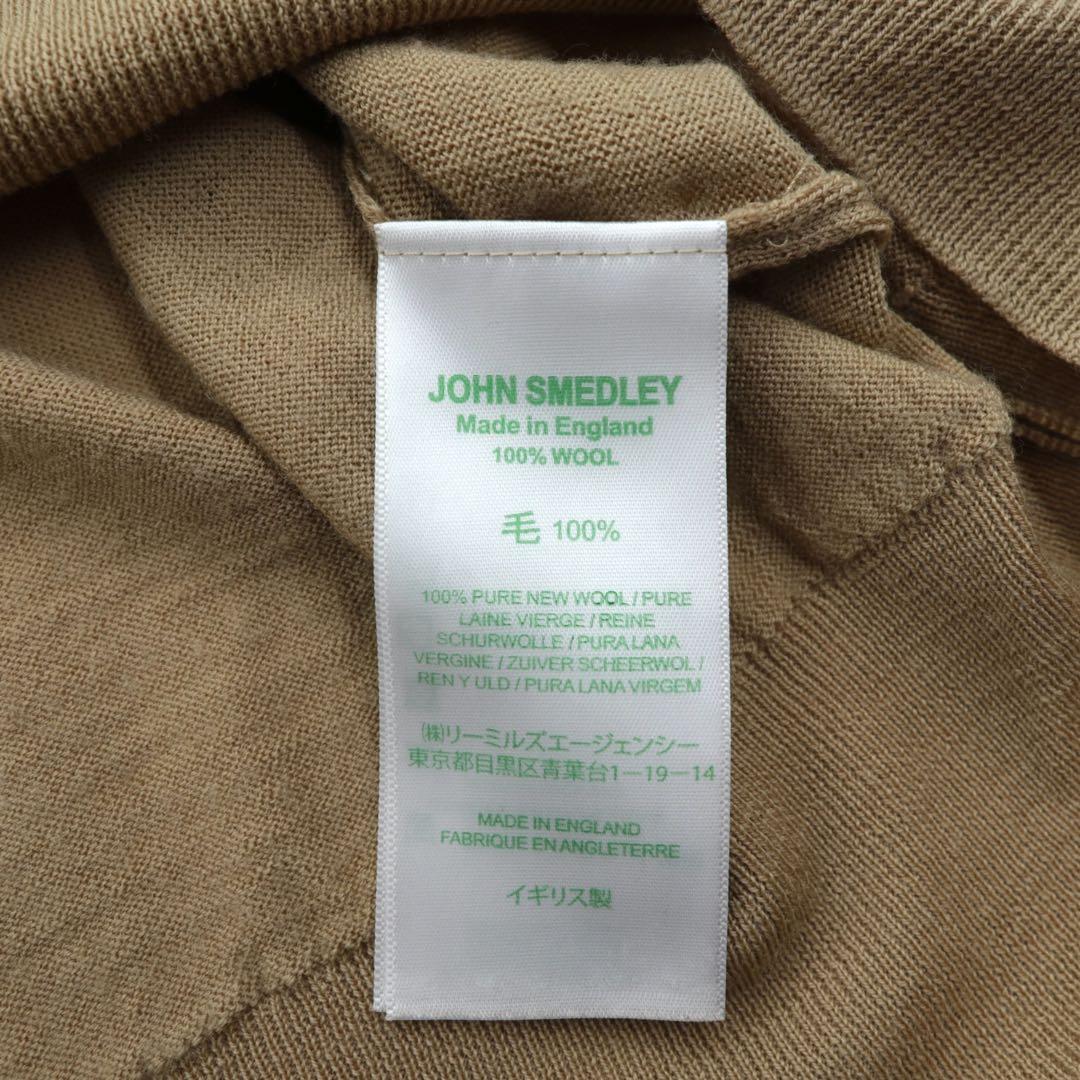 JOHN SMEDLEY
Made in England
100% WOOL
毛 100%
100% PURE NEW WOOL / PURE
LAINE VIERGE / REINE
SCHURWOLLE / PURA LANA
VERGINE / ZUIVER SCHEERWOL /
REN Y ULD / PURA LANA VIRGEM
㈱リーミルズエージェンシー
東京都目黒区青葉台1-19-14
MADE IN ENGLAND
FABRIQUE EN ANGLETERRE
イギリス製